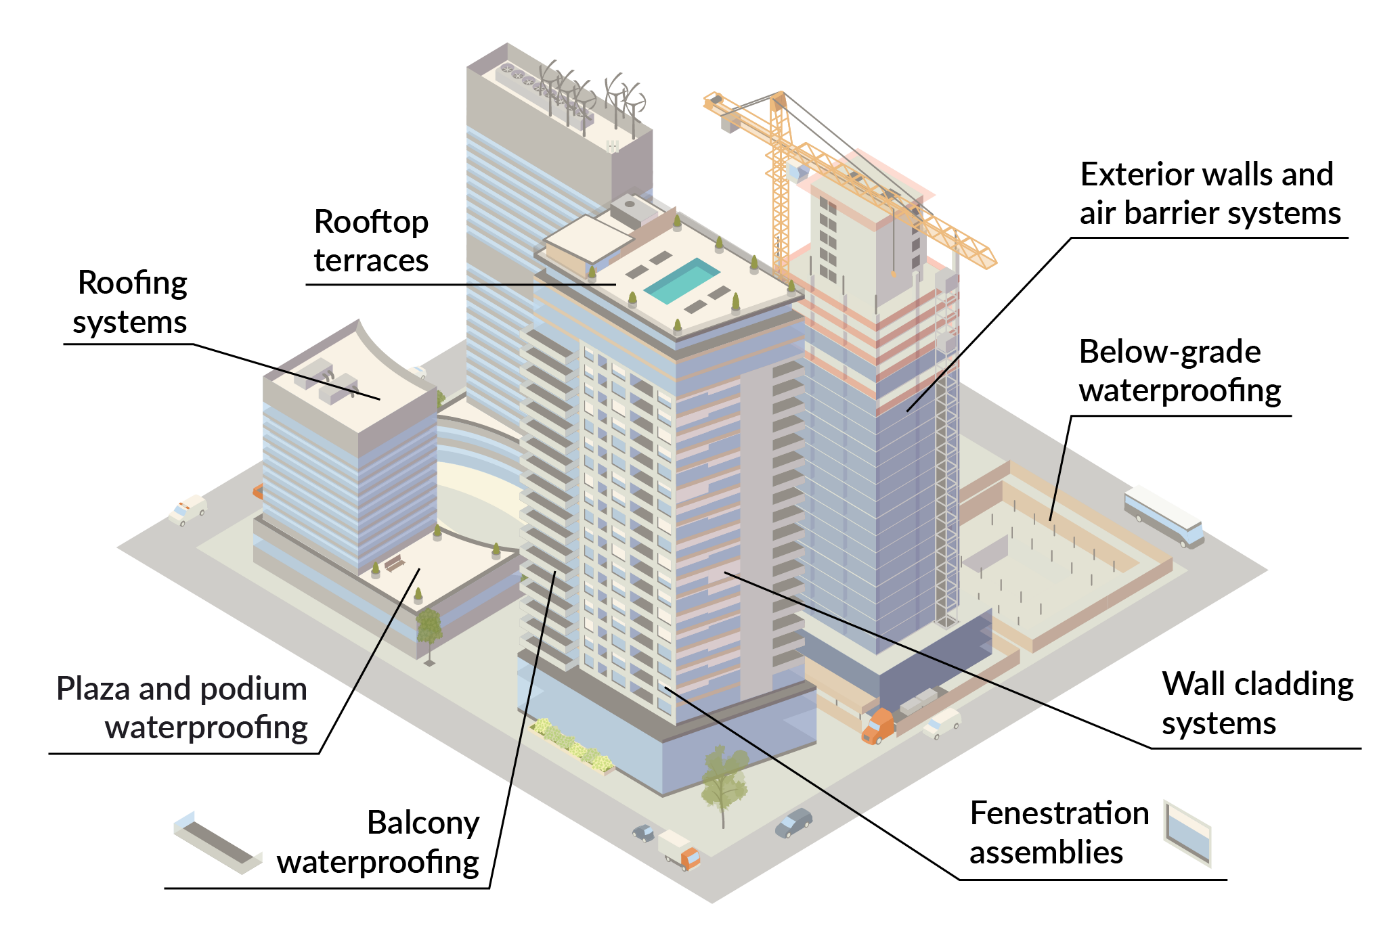 Exterior walls and
air barrier systems
Rooftop
terraces
Roofing
systems
Below-grade
waterproofing
Plaza and podium
waterproofing
Wall cladding
systems
Balcony
waterproofing
Fenestration
assemblies